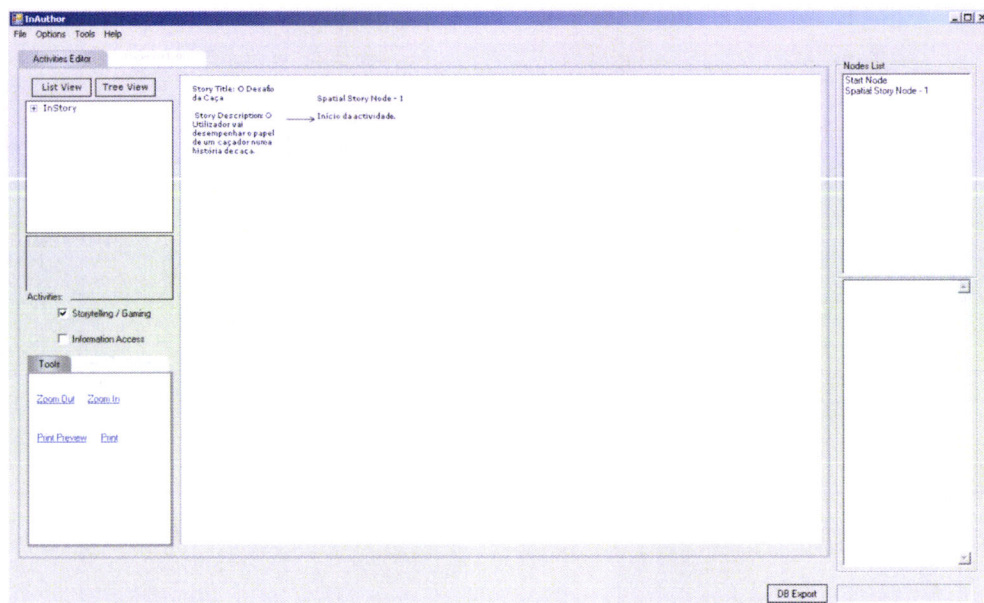 InAuthor
File Options Tools Help
Activities Editor
List View Tree View
InStory
Activities:
Storytelling / Gaming
Information Access
Tools
Zoom Out Zoom In
Print Preview Print
Story Title: O Desafio
da Caça
Story Description: O
Utilizador vai
desempenhar o papel
de um caçador numa
história de caça.
Spatial Story Node - 1
Início da actividade.
Nodes List
Start Node
Spatial Story Node - 1
DB Export